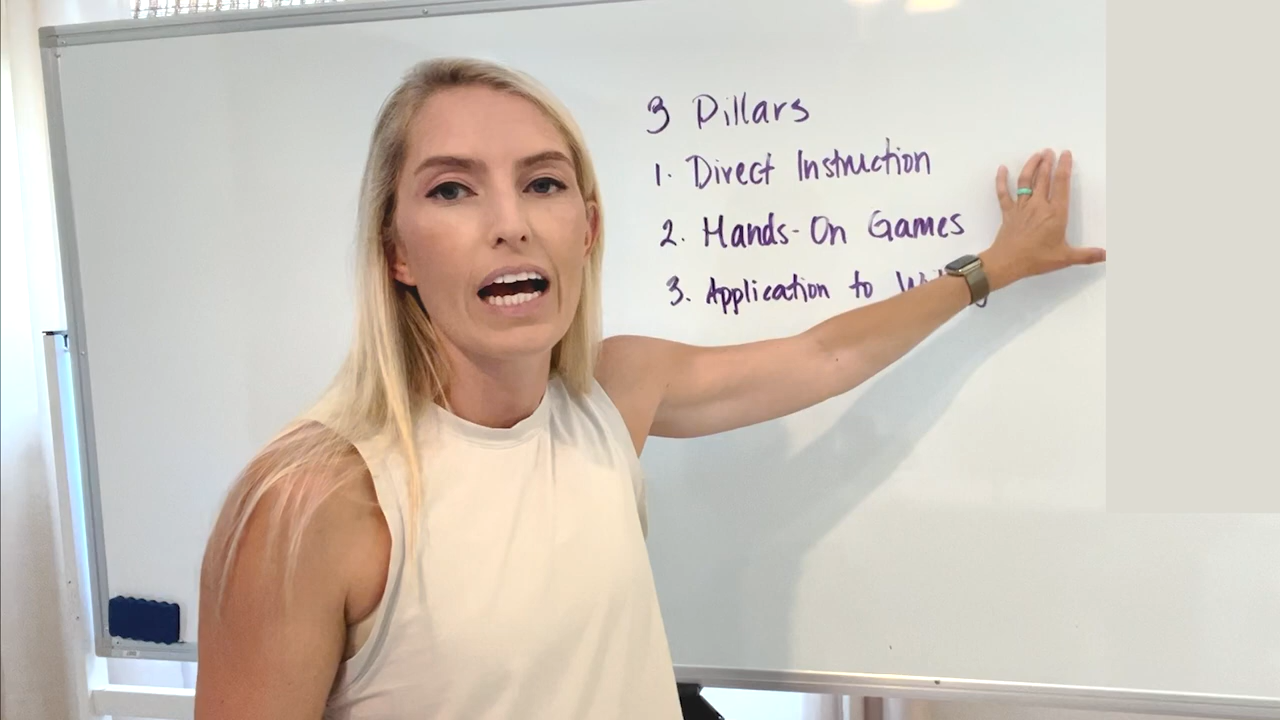 3 Pillars
1. Direct Instruction
2. Hands-On Games
3. Application to